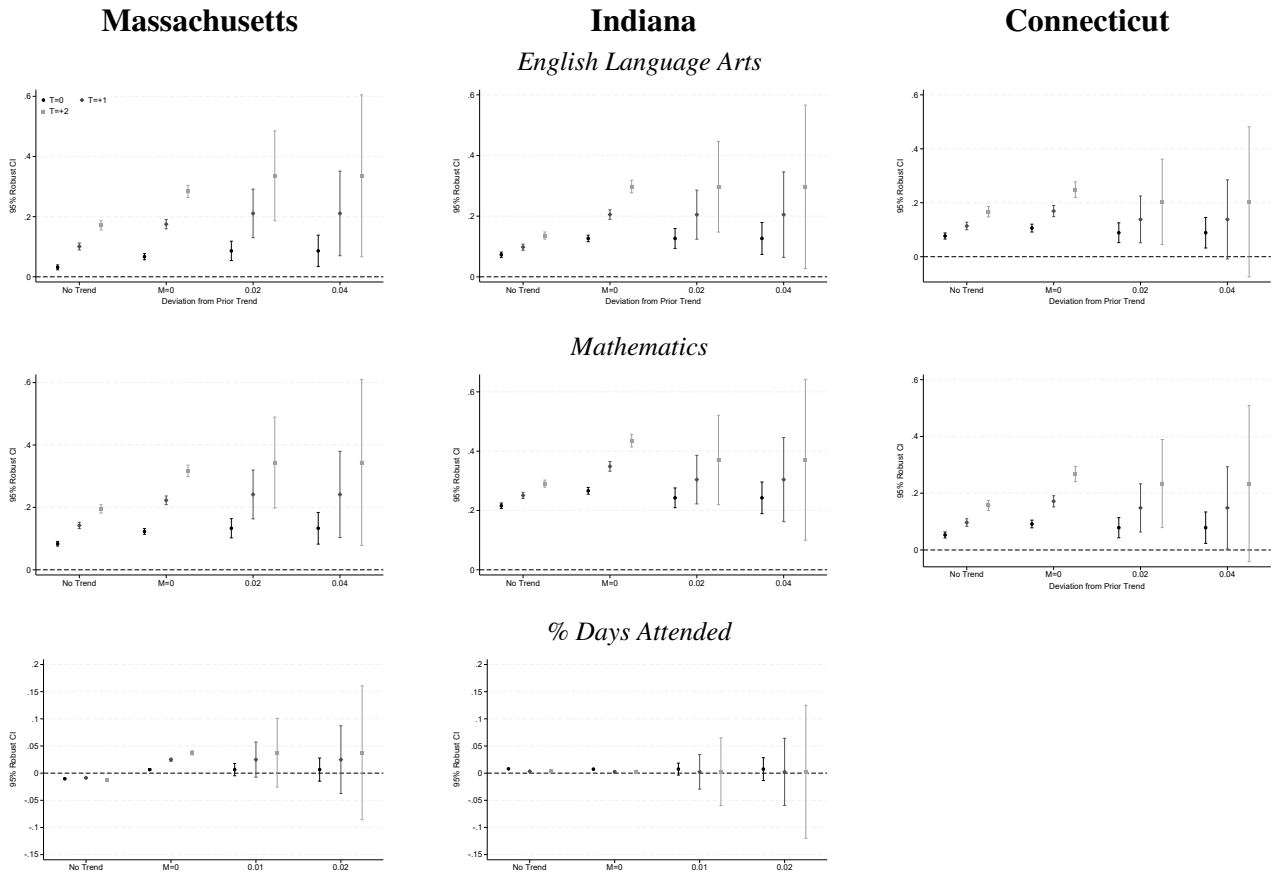 Massachusetts
Indiana
Connecticut
English Language Arts
95% Robust CI
.6
.4
.2
0
T=0
T=+1
T=+2
No Trend
M=0
0.02
0.04
Deviation from Prior Trend
95% Robust CI
.6
.4
.2
0
No Trend
M=0
0.02
0.04
Deviation from Prior Trend
95% Robust CI
.6
.4
.2
0
No Trend
M=0
0.02
0.04
Deviation from Prior Trend
Mathematics
95% Robust CI
.6
.4
.2
0
No Trend
M=0
0.02
0.04
95% Robust CI
.6
.4
.2
0
No Trend
M=0
0.02
0.04
95% Robust CI
.6
.4
.2
0
No Trend
M=0
0.02
0.04
Deviation from Prior Trend
% Days Attended
95% Robust CI
.2
.15
.1
.05
0
-.05
-.1
-.15
No Trend
M=0
0.01
0.02
95% Robust CI
.2
.15
.1
.05
0
-.05
-.1
-.15
No Trend
M=0
0.01
0.02